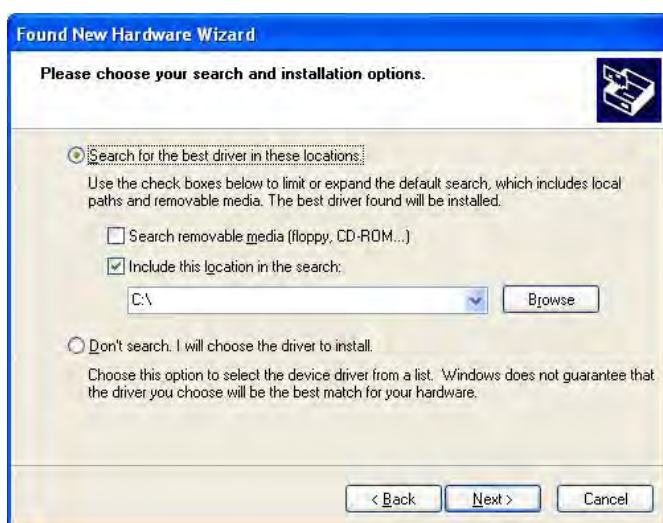 Found New Hardware Wizard
Please choose your search and installation options.
Search for the best driver in these locations.
Use the check boxes below to limit or expand the default search, which includes local
paths and removable media. The best driver found will be installed.
Search removable media (floppy, CD-ROM...)
Include this location in the search:
C:\
Browse
Don't search. I will choose the driver to install.
Choose this option to select the device driver from a list. Windows does not guarantee that
the driver you choose will be the best match for your hardware.
< Back Next > Cancel